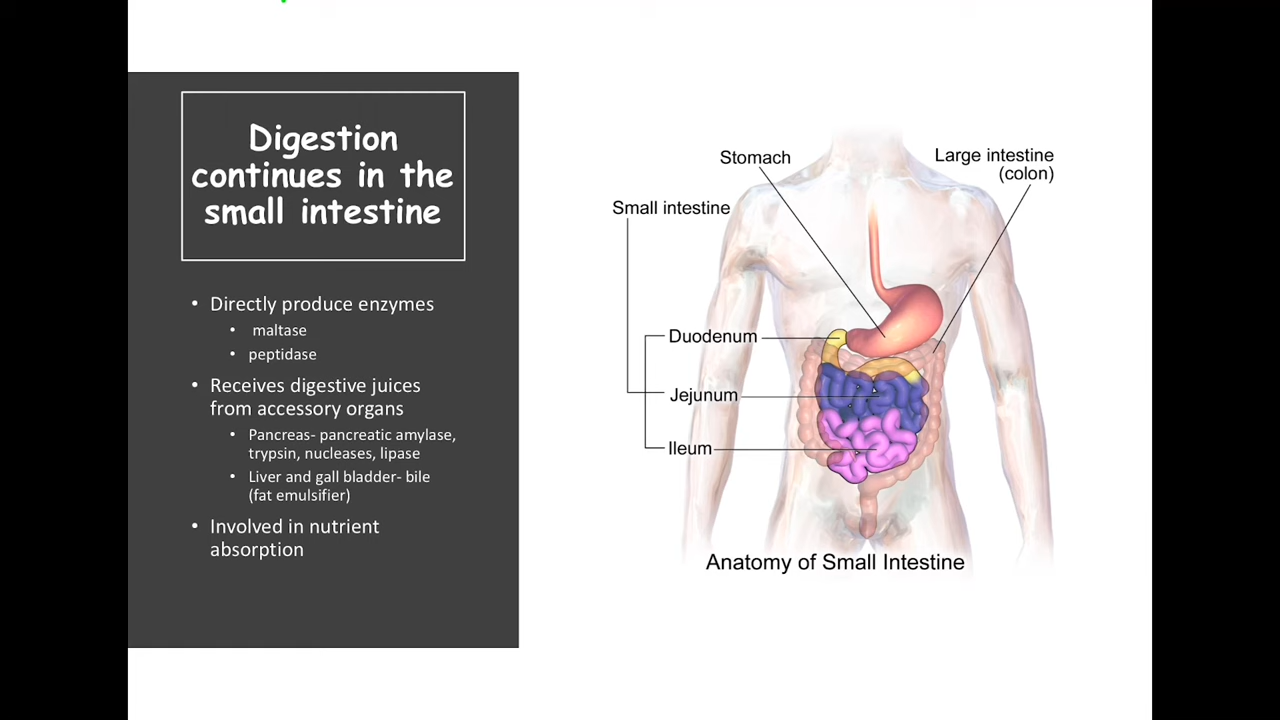 Digestion
continues in the
small intestine
• Directly produce enzymes
• maltase
• peptidase
• Receives digestive juices
from accessory organs
• Pancreas- pancreatic amylase,
trypsin, nucleases, lipase
• Liver and gall bladder- bile
(fat emulsifier)
• Involved in nutrient
absorption
Stomach
Large intestine
(colon)
Small intestine
Duodenum
Jejunum
Ileum
Anatomy of Small Intestine